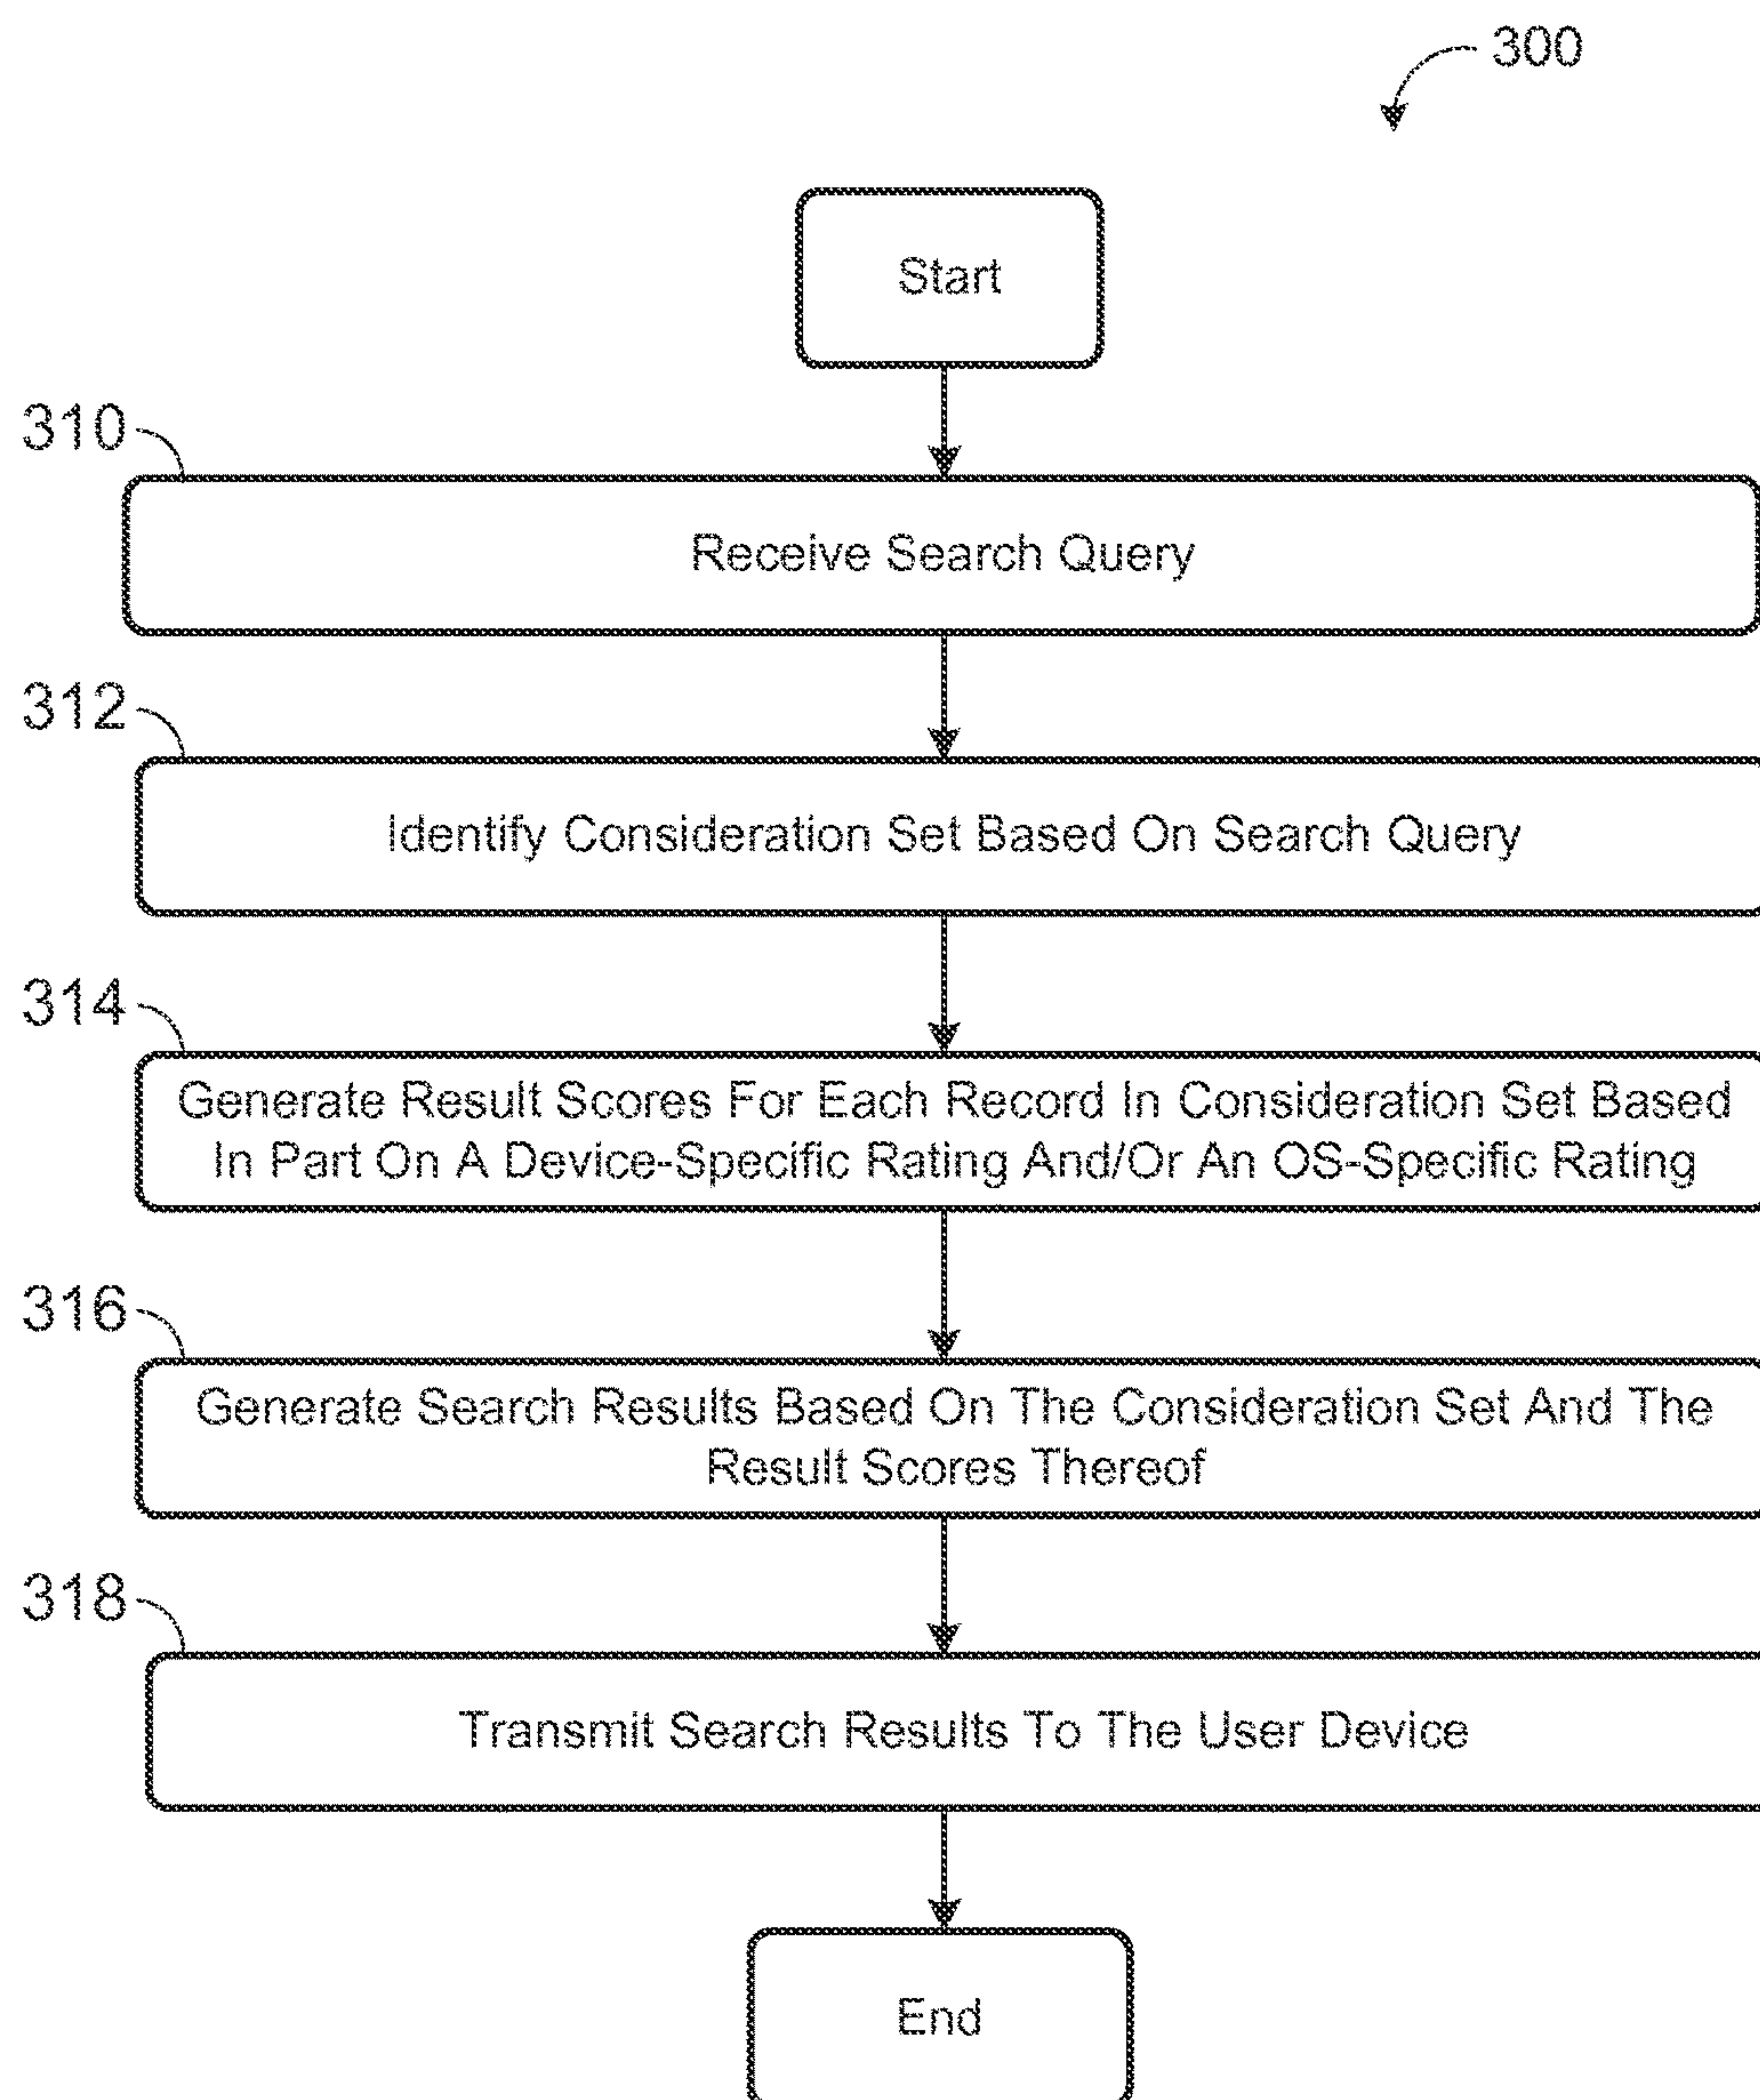 300
Start
310
Receive Search Query
312
Identify Consideration Set Based On Search Query
314
Generate Result Scores For Each Record In Consideration Set Based
In Part On A Device-Specific Rating And/Or An OS-Specific Rating
316
Generate Search Results Based On The Consideration Set And The
Result Scores Thereof
318
Transmit Search Results To The User Device
End